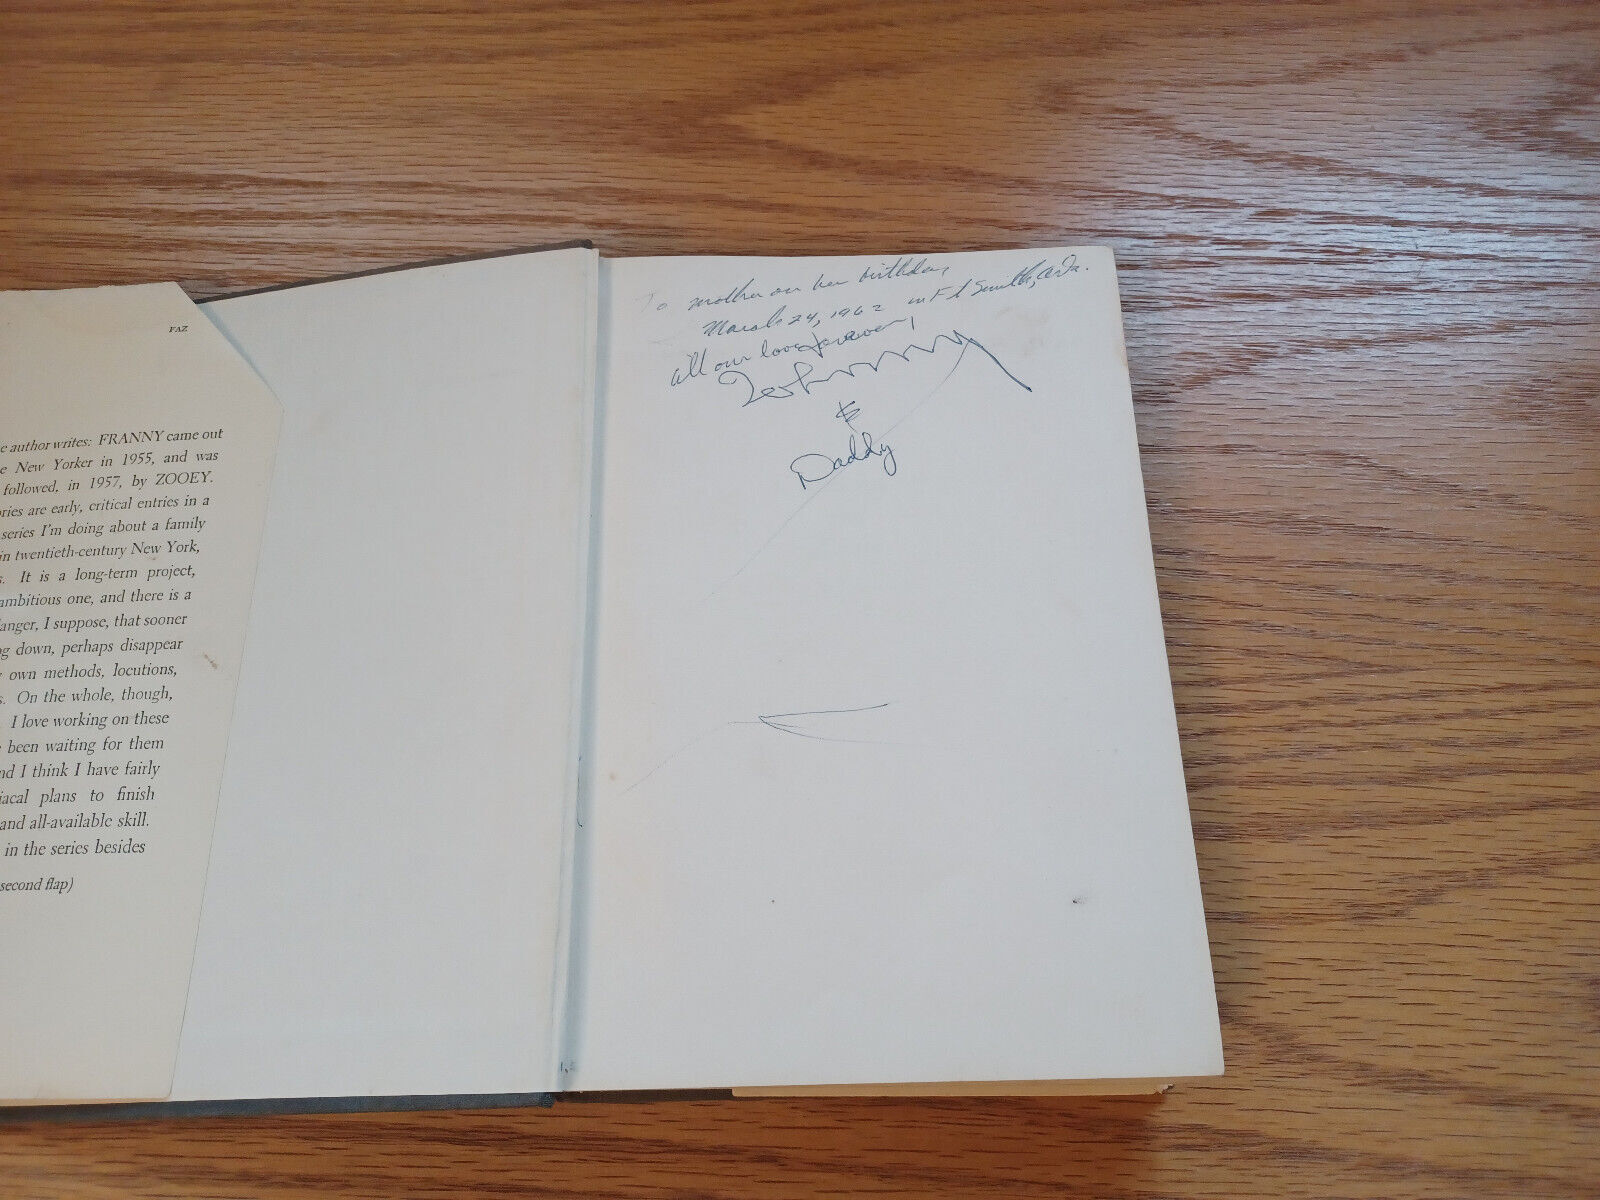 FAZ
e author writes: FRANNY came out
e New Yorker in 1955, and was
followed, in 1957, by ZOOEY.
ories are early, critical entries in a
series I'm doing about a family
in twentieth-century New York,
s. It is a long-term project,
ambitious one, and there is a
anger, I suppose, that sooner
og down, perhaps disappear
own methods, locutions,
s. On the whole, though,
I love working on these
been waiting for them
nd I think I have fairly
iacal plans to finish
and all-available skill.
in the series besides
second flap)
To mother on her birthday,
March 24, 1962 in Ft Smith, Ark.
all our love forever,
Johnny
&
Daddy